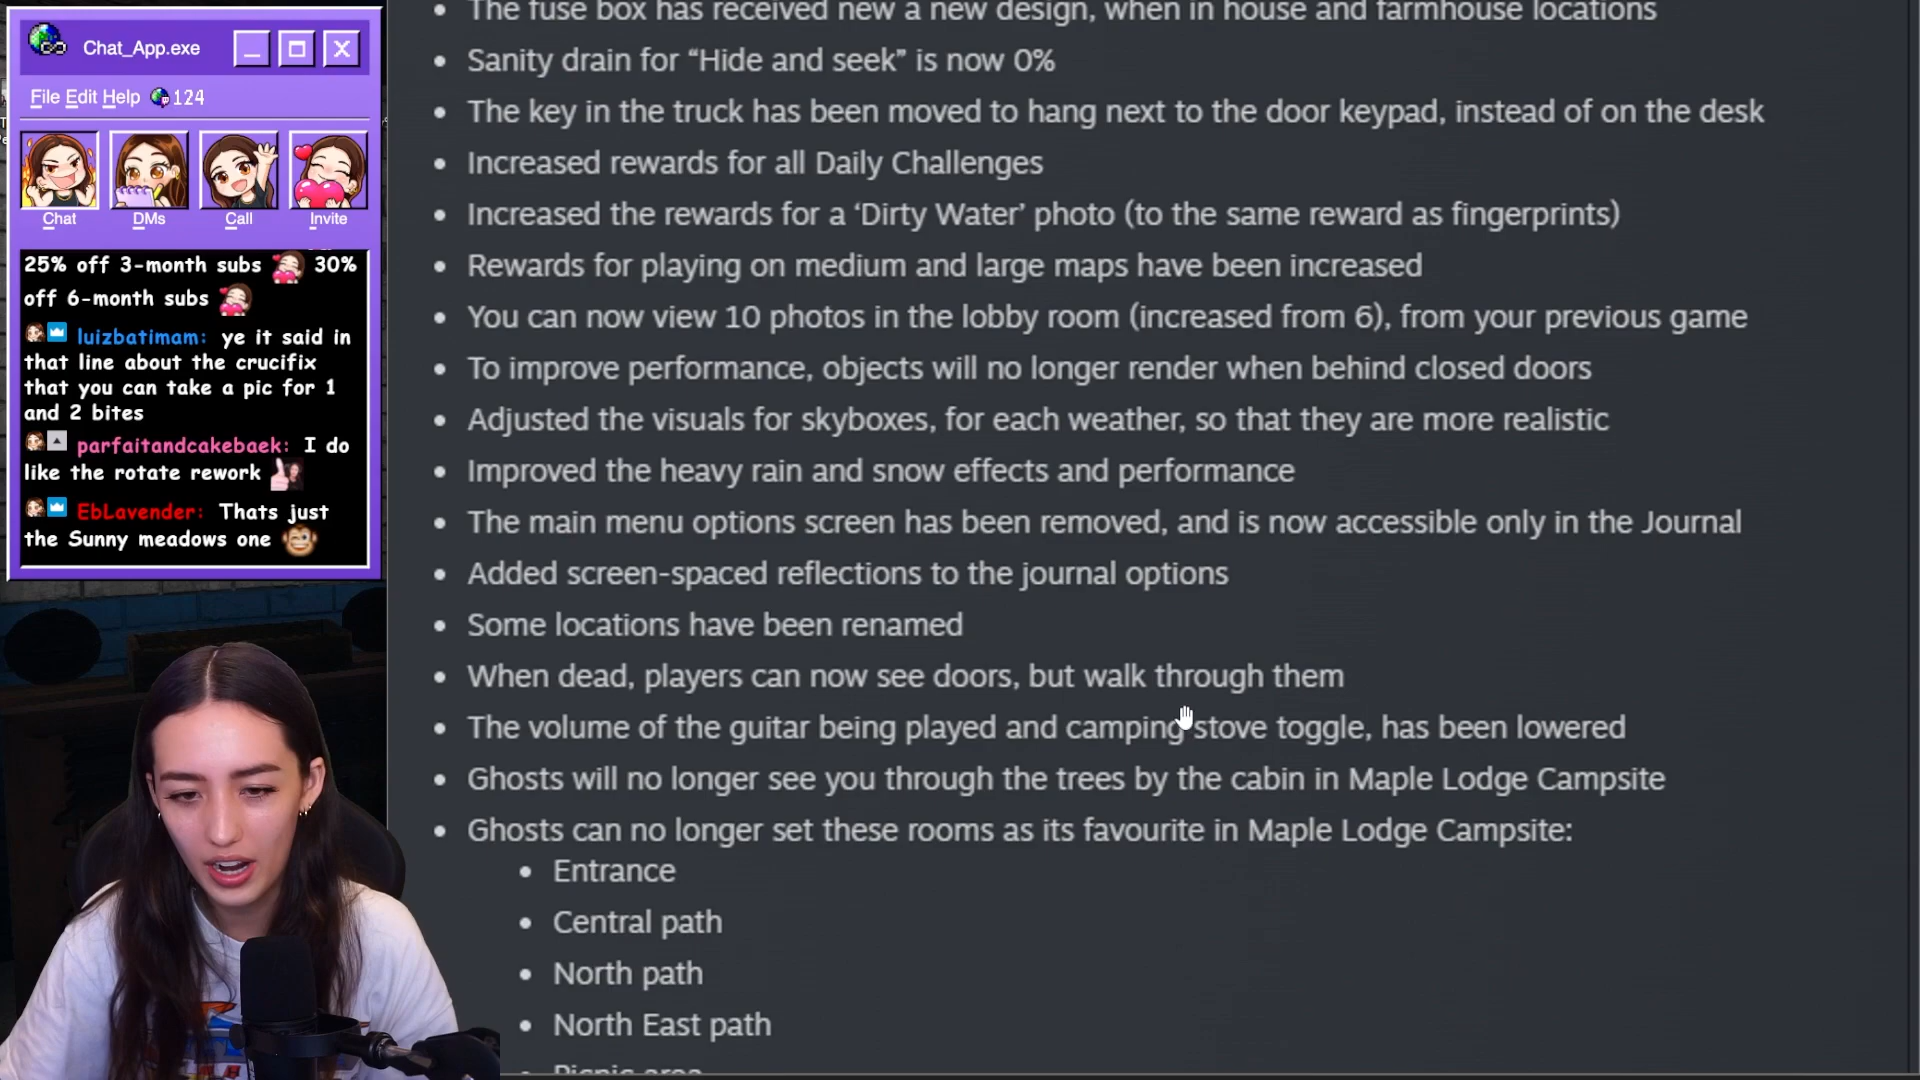 Chat_App.exe
File Edit Help 124
Chat DMs Call Invite
25% off 3-month subs 30%
off 6-month subs
luizbatimam: ye it said in
that line about the crucifix
that you can take a pic for 1
and 2 bites
parfaitandcakebaek: I do
like the rotate rework
EbLavender: Thats just
the Sunny meadows one
The fuse box has received new a new design, when in house and farmhouse locations
Sanity drain for “Hide and seek” is now 0%
The key in the truck has been moved to hang next to the door keypad, instead of on the desk
Increased rewards for all Daily Challenges
Increased the rewards for a ‘Dirty Water’ photo (to the same reward as fingerprints)
Rewards for playing on medium and large maps have been increased
You can now view 10 photos in the lobby room (increased from 6), from your previous game
To improve performance, objects will no longer render when behind closed doors
Adjusted the visuals for skyboxes, for each weather, so that they are more realistic
Improved the heavy rain and snow effects and performance
The main menu options screen has been removed, and is now accessible only in the Journal
Added screen-spaced reflections to the journal options
Some locations have been renamed
When dead, players can now see doors, but walk through them
The volume of the guitar being played and camping stove toggle, has been lowered
Ghosts will no longer see you through the trees by the cabin in Maple Lodge Campsite
Ghosts can no longer set these rooms as its favourite in Maple Lodge Campsite:
Entrance
Central path
North path
North East path
Picnic area